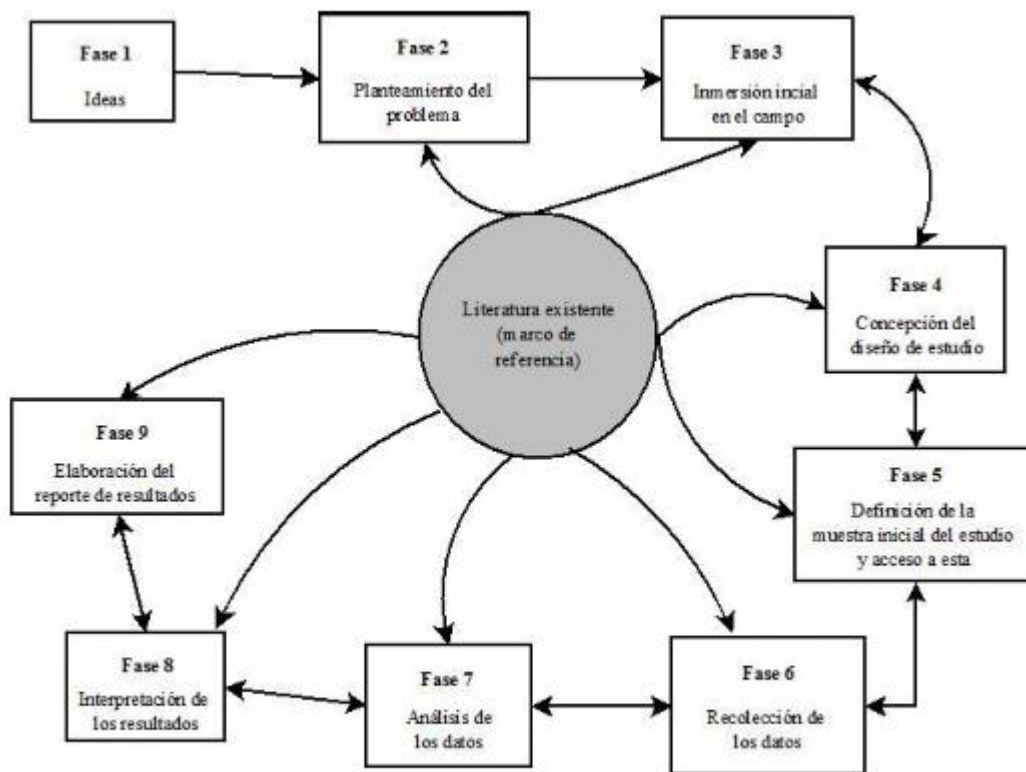 Fase 1
Ideas
Fase 2
Planteamiento del
problema
Fase 3
Inmersión incial
en el campo
Fase 4
Concepción del
diseño de estudio
Fase 5
Definición de la
muestra inicial del estudio
y acceso a esta
Fase 6
Recolección de
los datos
Fase 7
Análisis de
los datos
Fase 8
Interpretación de
los resultados
Fase 9
Elaboración del
reporte de resultados
Literatura existente
(marco de
referencia)